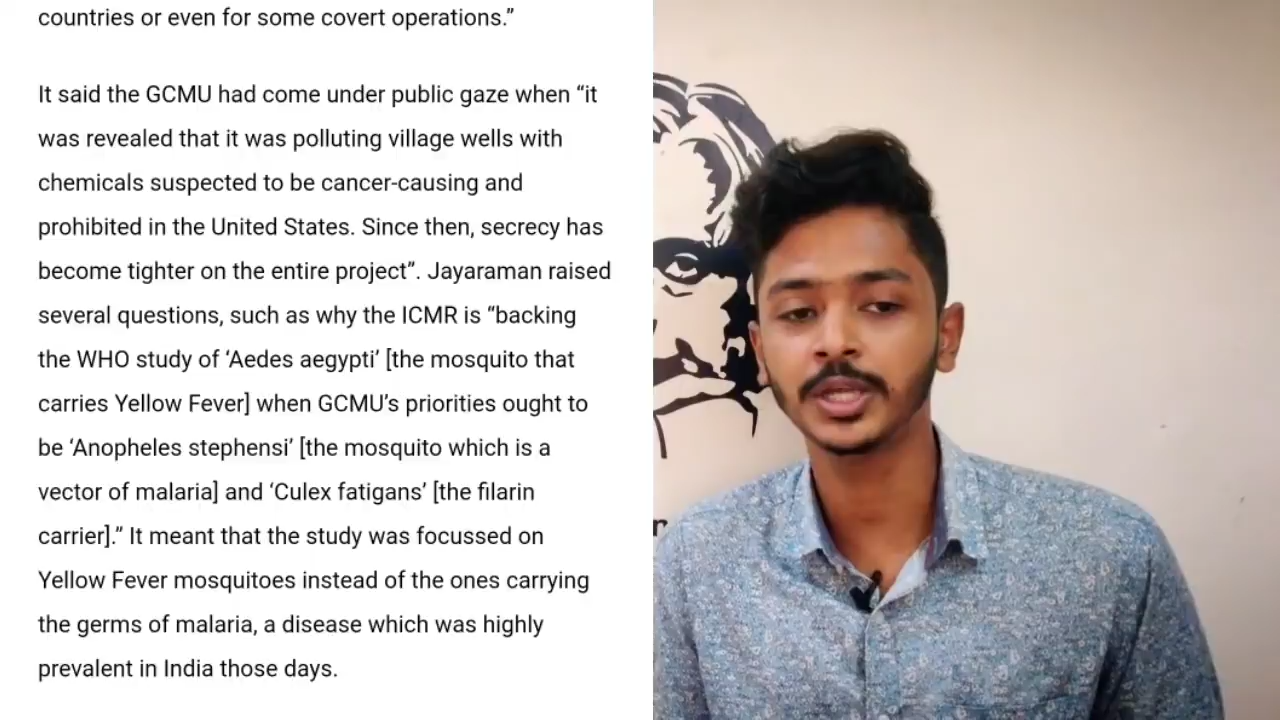 countries or even for some covert operations.”
It said the GCMU had come under public gaze when “it
was revealed that it was polluting village wells with
chemicals suspected to be cancer-causing and
prohibited in the United States. Since then, secrecy has
become tighter on the entire project”. Jayaraman raised
several questions, such as why the ICMR is “backing
the WHO study of ‘Aedes aegypti’ [the mosquito that
carries Yellow Fever] when GCMU’s priorities ought to
be ‘Anopheles stephensi’ [the mosquito which is a
vector of malaria] and ‘Culex fatigans’ [the filarin
carrier].” It meant that the study was focussed on
Yellow Fever mosquitoes instead of the ones carrying
the germs of malaria, a disease which was highly
prevalent in India those days.